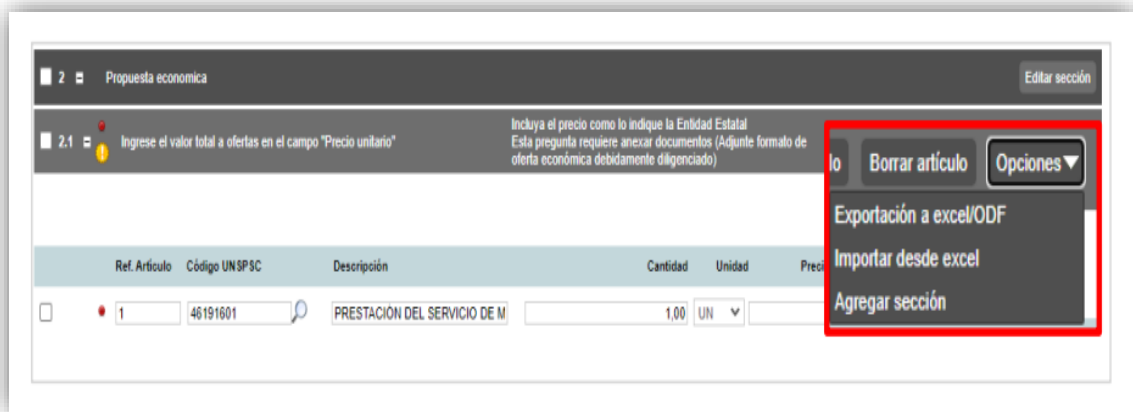 2 Propuesta economica Editar sección
2.1 Ingrese el valor total a ofertas en el campo "Precio unitario"
Incluya el precio como lo indique la Entidad Estatal
Esta pregunta requiere anexar documentos (Adjunte formato de
oferta económica debidamente diligenciado)
lo Borrar artículo Opciones
Exportación a excel/ODF
Importar desde excel
Agregar sección
Ref. Artículo Código UNSPSC Descripción Cantidad Unidad Preci
1 46191601 PRESTACIÓN DEL SERVICIO DE M 1,00 UN